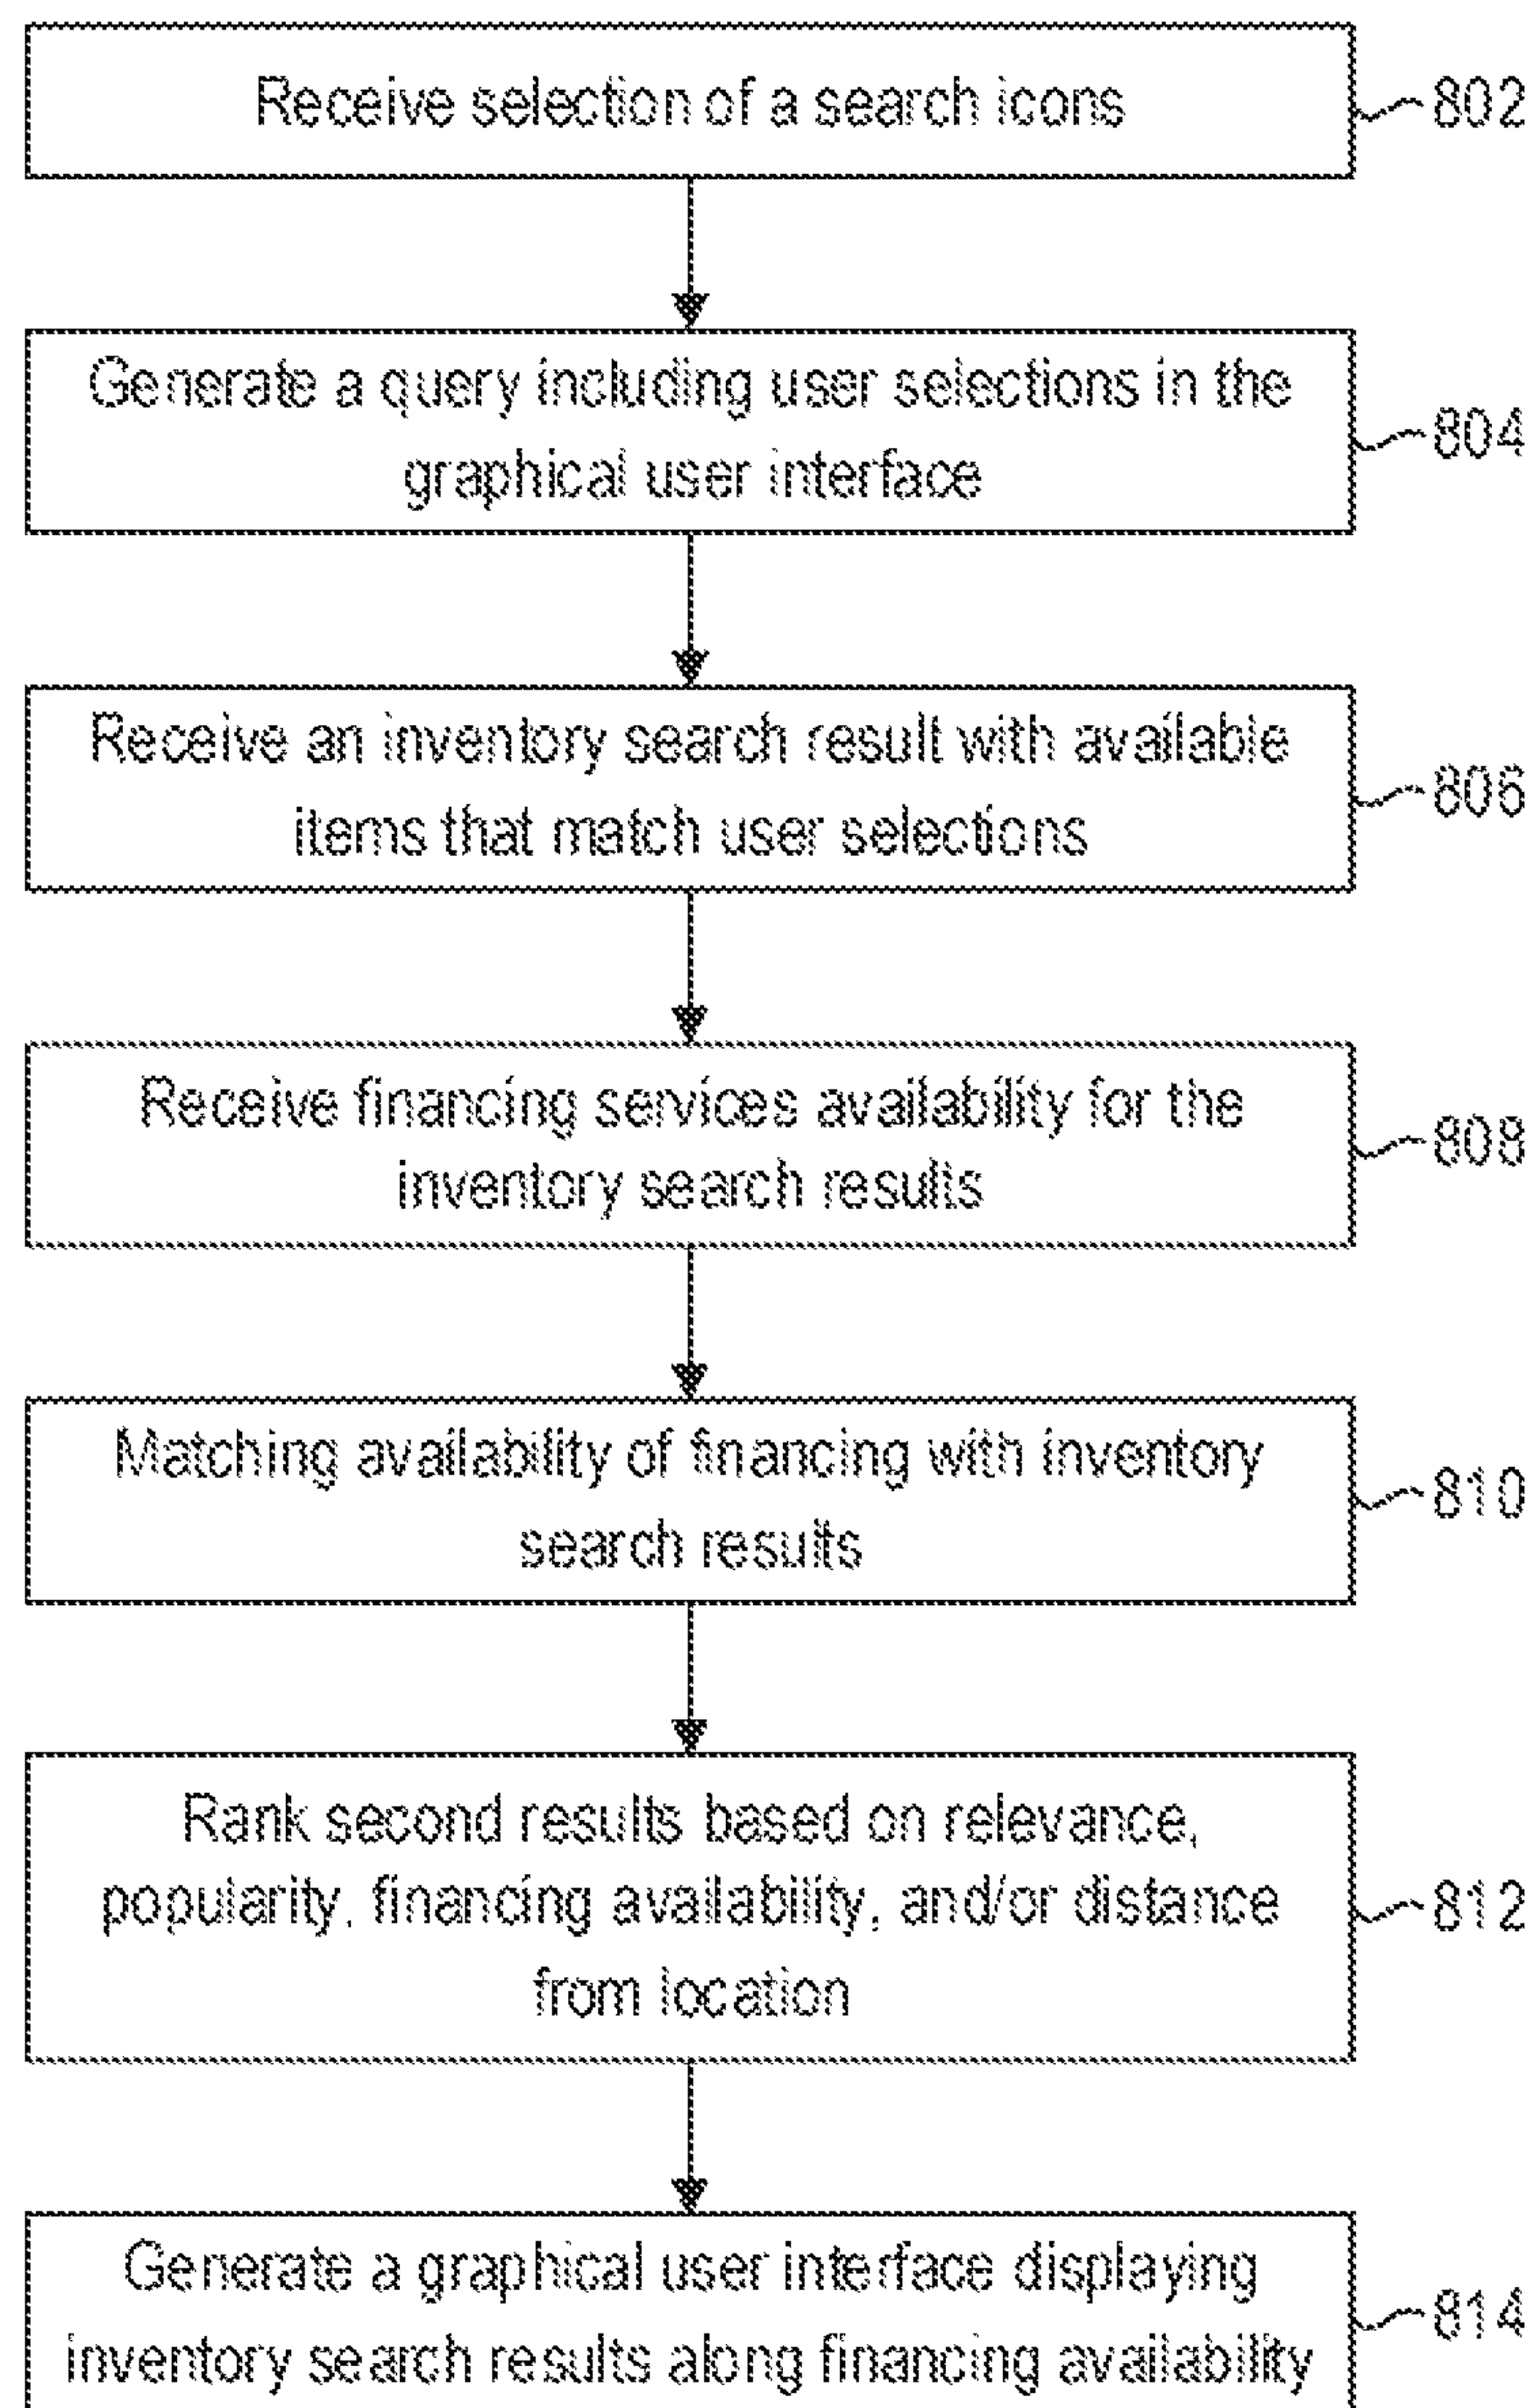 Receive selection of a search icons
802
Generate a query including user selections in the
graphical user interface
804
Receive an inventory search result with available
items that match user selections
806
Receive financing services availability for the
inventory search results
808
Matching availability of financing with inventory
search results
810
Rank second results based on relevance,
popularity, financing availability, and/or distance
from location
812
Generate a graphical user interface displaying
inventory search results along financing availability
814